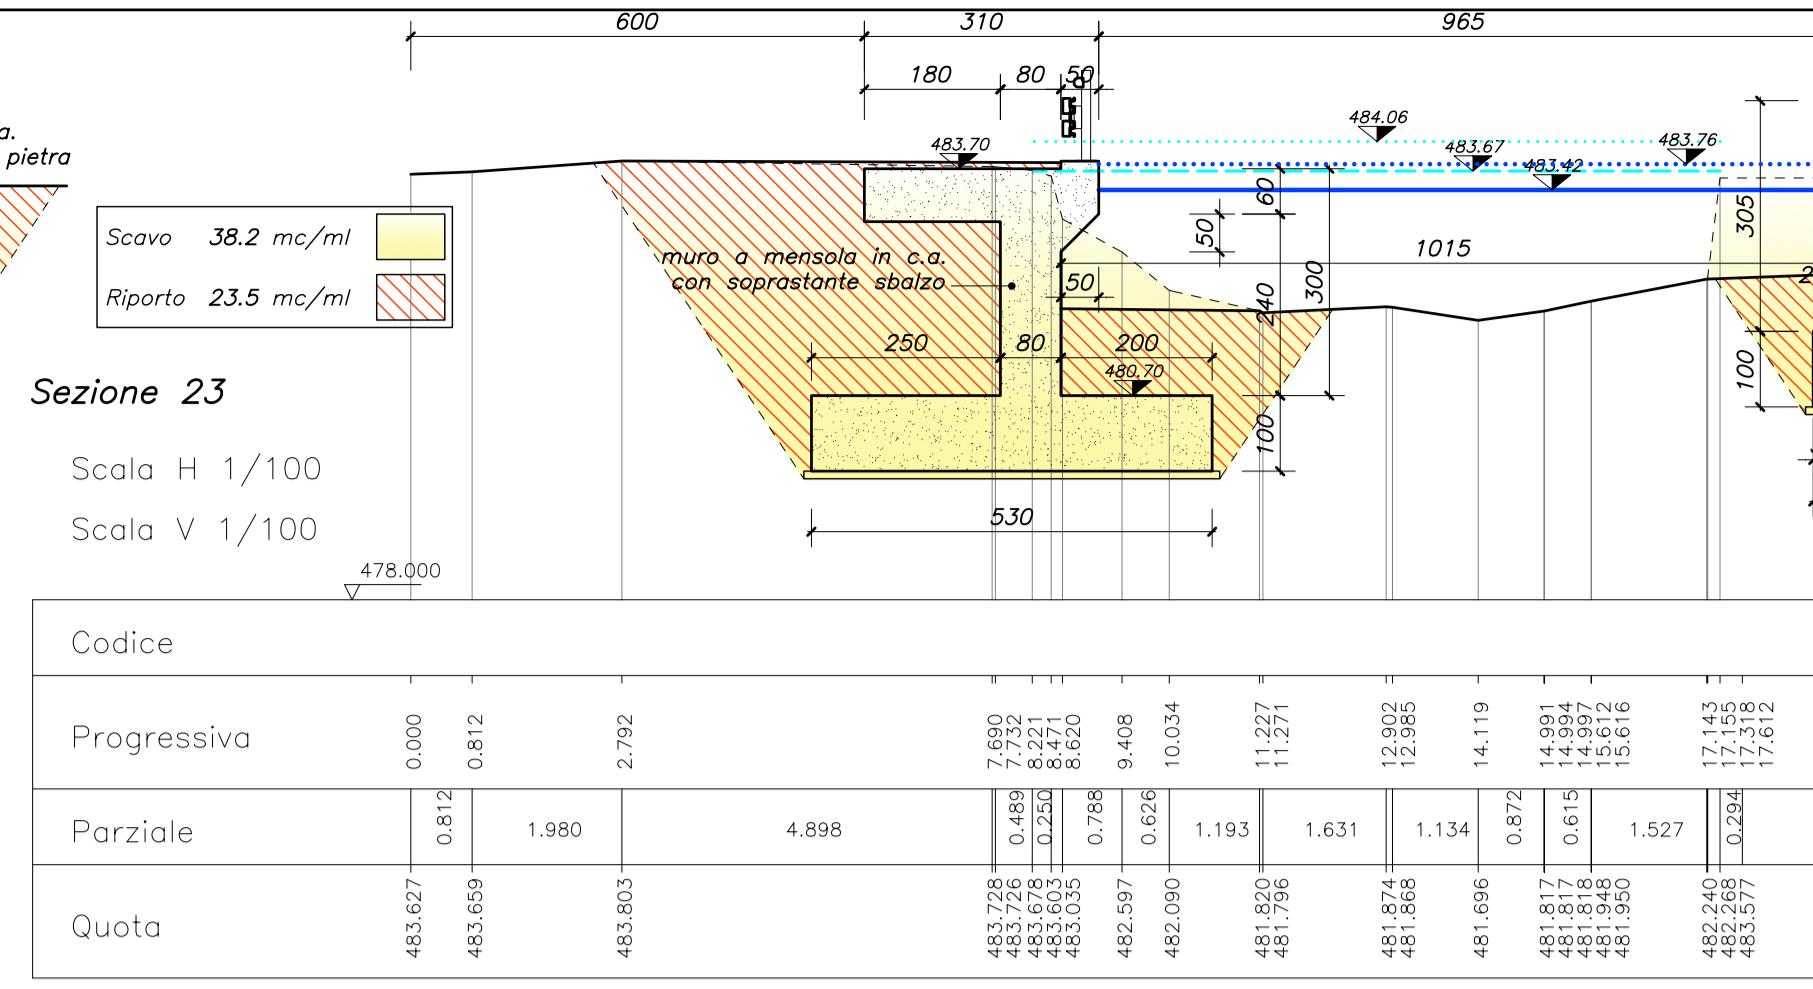 600 310 965
180 80 50
a.
pietra
483.70 484.06 483.67 483.76
483.42
Scavo 38.2 mc/ml
Riporto 23.5 mc/ml
muro a mensola in c.a.
con soprastante sbalzo
60
50
50
240
300
100
1015
305
100
2
250 80 200
480.70
530
Sezione 23
Scala H 1/100
Scala V 1/100
478.000
Codice
Progressiva 0.000 0.812 2.792 7.690 7.732 8.221 8.471 8.620 9.408 10.034 11.227 11.271 12.902 12.985 14.119 14.991 14.994 14.997 15.612 15.616 17.143 17.155 17.318 17.612
Parziale 0.812 1.980 4.898 0.489 0.250 0.788 0.626 1.193 1.631 1.134 0.872 0.615 1.527 0.294
Quota 483.627 483.659 483.803 483.728 483.726 483.678 483.603 483.035 482.597 482.090 481.820 481.796 481.874 481.868 481.696 481.817 481.817 481.818 481.948 481.950 482.240 482.268 483.577